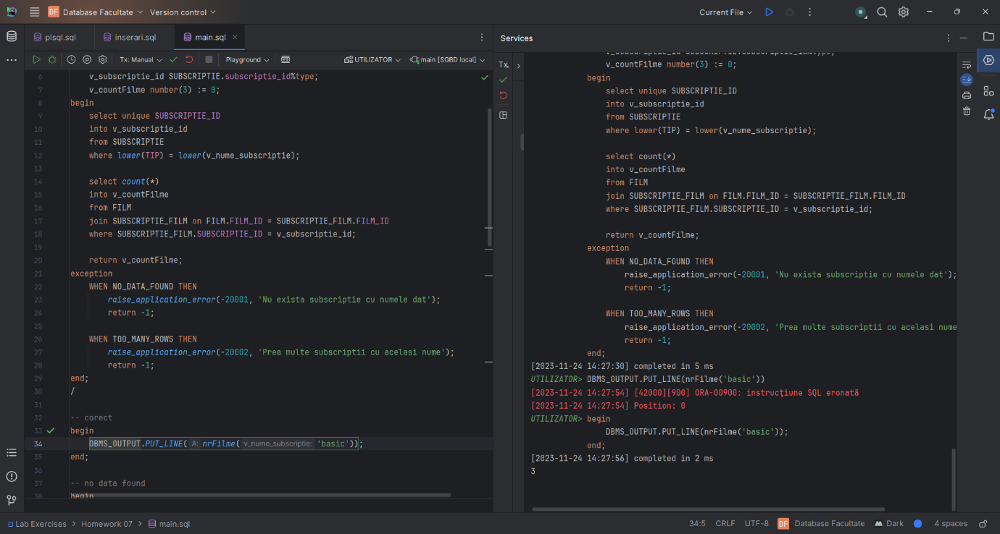 DF Database Facultate Version control Current File
plsql.sql inserari.sql main.sql
Services
Tx: Manual Playground UTILIZATOR main [SGBD local]
6 v_subscriptie_id SUBSCRIPTIE.subscriptie_id%type;
7 v_countFilme number(3) := 0;
8 begin
9 select unique SUBSCRIPTIE_ID
10 into v_subscriptie_id
11 from SUBSCRIPTIE
12 where lower(TIP) = lower(v_nume_subscriptie);
13
14 select count(*)
15 into v_countFilme
16 from FILM
17 join SUBSCRIPTIE_FILM on FILM.FILM_ID = SUBSCRIPTIE_FILM.FILM_ID
18 where SUBSCRIPTIE_FILM.SUBSCRIPTIE_ID = v_subscriptie_id;
19
20 return v_countFilme;
21 exception
22 WHEN NO_DATA_FOUND THEN
23 raise_application_error(-20001, 'Nu exista subscriptie cu numele dat');
24 return -1;
25
26 WHEN TOO_MANY_ROWS THEN
27 raise_application_error(-20002, 'Prea multe subscriptii cu acelasi nume');
28 return -1;
29 end;
30 /
31
32 -- corect
33 begin
34 DBMS_OUTPUT.PUT_LINE( A: nrFilme( v_nume_subscriptie: 'basic'));
35 end;
36
37 -- no data found
38 begin
Tx
v_subscriptie_id SUBSCRIPTIE.subscriptie_id%type;
v_countFilme number(3) := 0;
begin
select unique SUBSCRIPTIE_ID
into v_subscriptie_id
from SUBSCRIPTIE
where lower(TIP) = lower(v_nume_subscriptie);
select count(*)
into v_countFilme
from FILM
join SUBSCRIPTIE_FILM on FILM.FILM_ID = SUBSCRIPTIE_FILM.FILM_ID
where SUBSCRIPTIE_FILM.SUBSCRIPTIE_ID = v_subscriptie_id;
return v_countFilme;
exception
WHEN NO_DATA_FOUND THEN
raise_application_error(-20001, 'Nu exista subscriptie cu numele dat');
return -1;
WHEN TOO_MANY_ROWS THEN
raise_application_error(-20002, 'Prea multe subscriptii cu acelasi nume
return -1;
end;
[2023-11-24 14:27:30] completed in 5 ms
UTILIZATOR> DBMS_OUTPUT.PUT_LINE(nrFilme('basic'))
[2023-11-24 14:27:54] [42000][900] ORA-00900: instrucţiune SQL eronată
[2023-11-24 14:27:54] Position: 0
UTILIZATOR> begin
DBMS_OUTPUT.PUT_LINE(nrFilme('basic'));
end;
[2023-11-24 14:27:56] completed in 2 ms
3
Lab Exercises > Homework 07 > main.sql 34:5 CRLF UTF-8 DF Database Facultate Dark 4 spaces